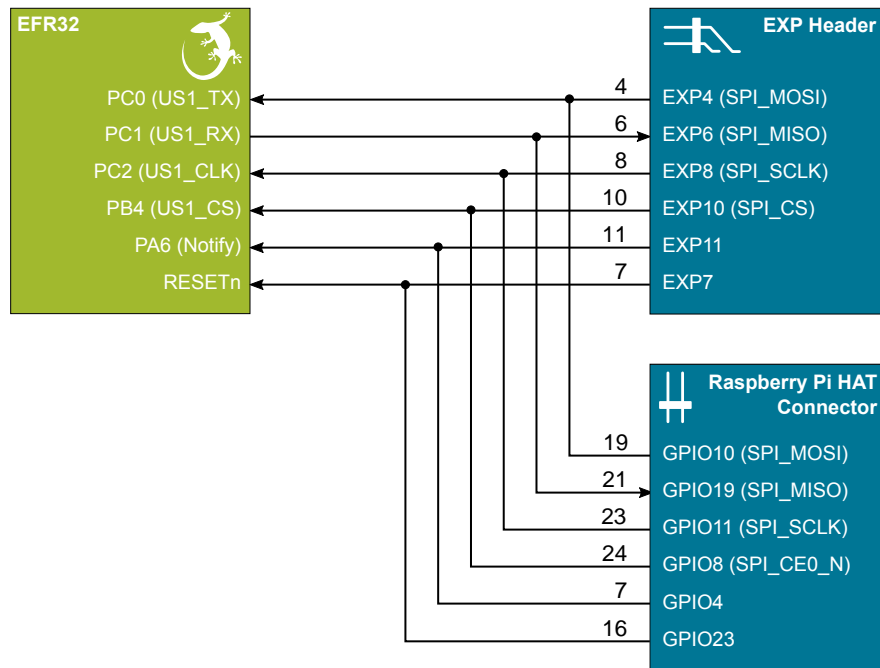 EFR32
PC0 (US1_TX)
PC1 (US1_RX)
PC2 (US1_CLK)
PB4 (US1_CS)
PA6 (Notify)
RESETn
4
6
8
10
11
7
EXP Header
EXP4 (SPI_MOSI)
EXP6 (SPI_MISO)
EXP8 (SPI_SCLK)
EXP10 (SPI_CS)
EXP11
EXP7
Raspberry Pi HAT
Connector
19
21
23
24
7
16
GPIO10 (SPI_MOSI)
GPIO19 (SPI_MISO)
GPIO11 (SPI_SCLK)
GPIO8 (SPI_CE0_N)
GPIO4
GPIO23